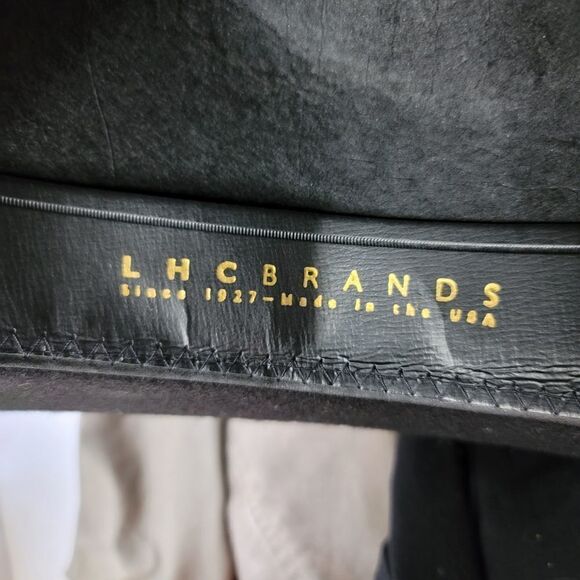 LHCBRANDS
Since 1927-Made in the USA